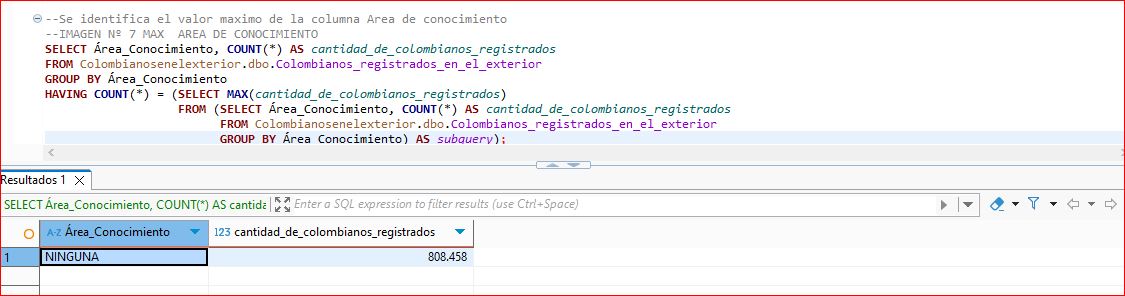 --Se identifica el valor maximo de la columna Area de conocimiento
--IMAGEN Nº 7 MAX  AREA DE CONOCIMIENTO
SELECT Área_Conocimiento, COUNT(*) AS cantidad_de_colombianos_registrados
FROM Colombianosenelexterior.dbo.Colombianos_registrados_en_el_exterior
GROUP BY Área_Conocimiento
HAVING COUNT(*) = (SELECT MAX(cantidad_de_colombianos_registrados)
FROM (SELECT Área_Conocimiento, COUNT(*) AS cantidad_de_colombianos_registrados
FROM Colombianosenelexterior.dbo.Colombianos_registrados_en_el_exterior
GROUP BY Área_Conocimiento) AS subquery);
Resultados 1
SELECT Área_Conocimiento, COUNT(*) AS cantida Enter a SQL expression to filter results (use Ctrl+Space)
A-Z Área_Conocimiento 123 cantidad_de_colombianos_registrados
1 NINGUNA 808.458